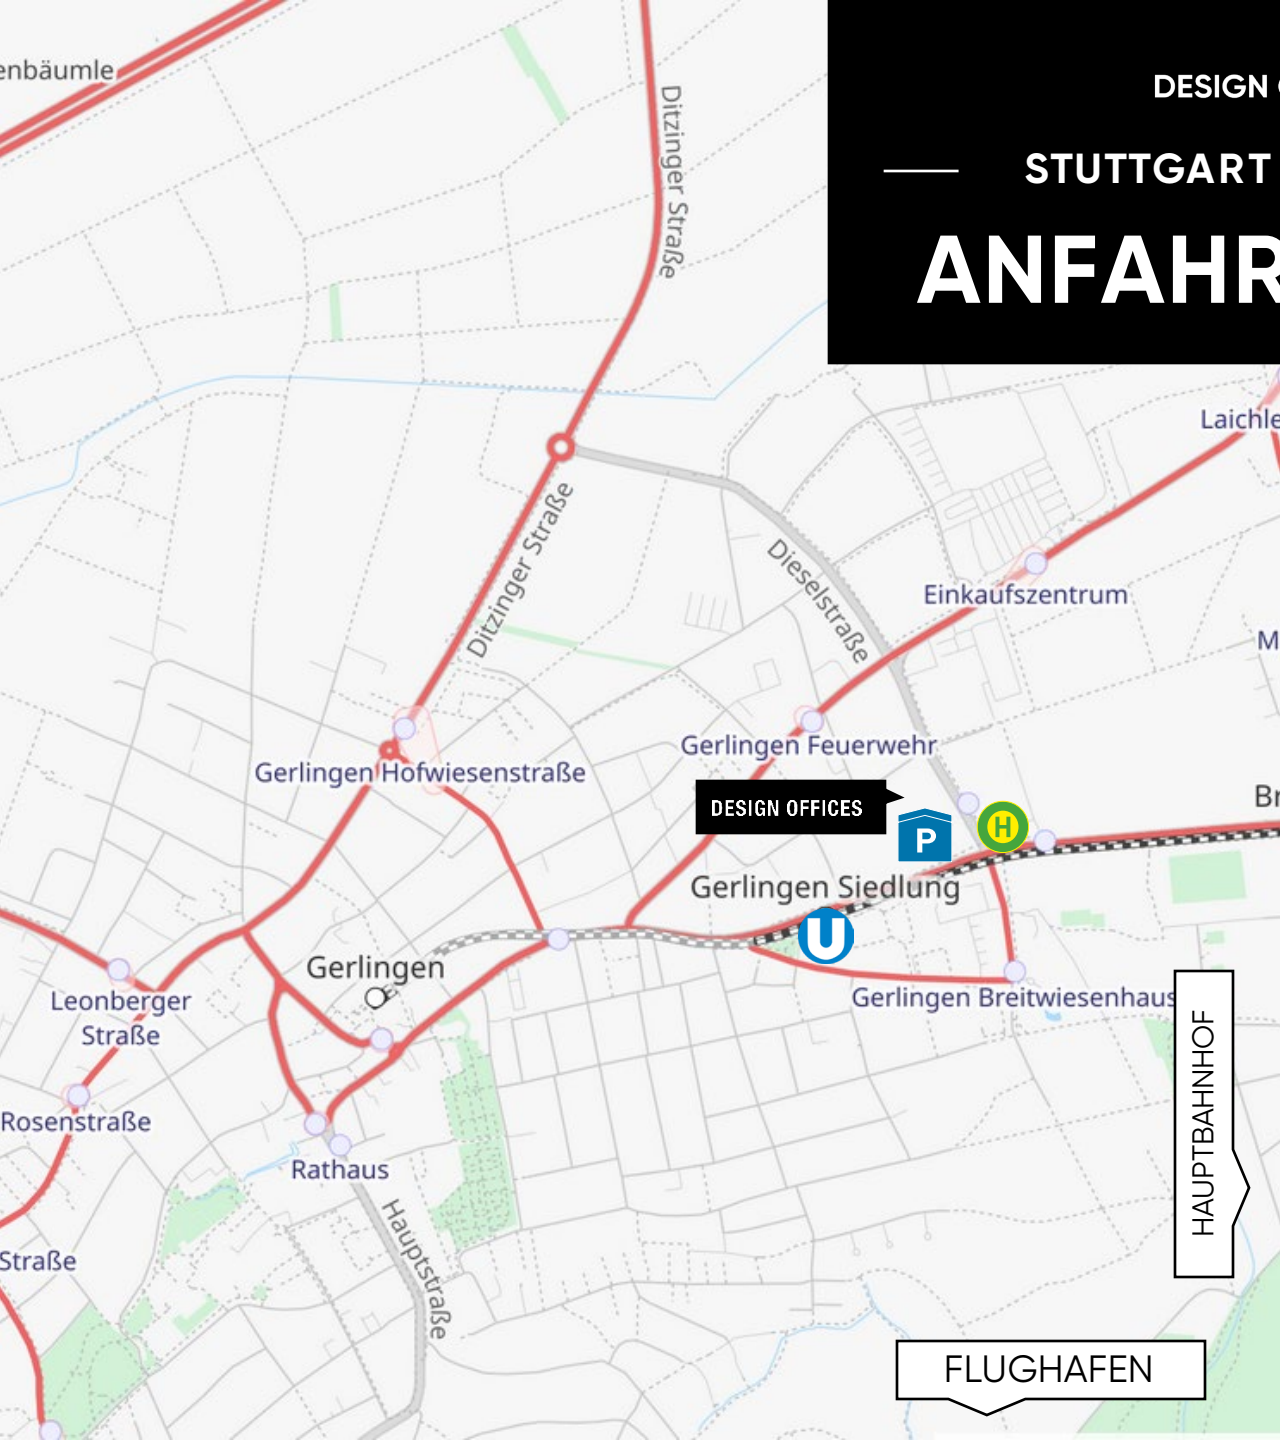 DESIGN
STUTTGART
ANFAHR
enbäumle
Ditzinger Straße
Laichle
Ditzinger Straße
Dieselstraße
Einkaufszentrum
M
Gerlingen Feuerwehr
Gerlingen Hofwiesenstraße
DESIGN OFFICES
Br
P
H
Gerlingen Siedlung
U
Gerlingen
Leonberger
Straße
Gerlingen Breitwiesenhaus
HAUPTBAHNHOF
Rosenstraße
Rathaus
Hauptstraße
Straße
FLUGHAFEN